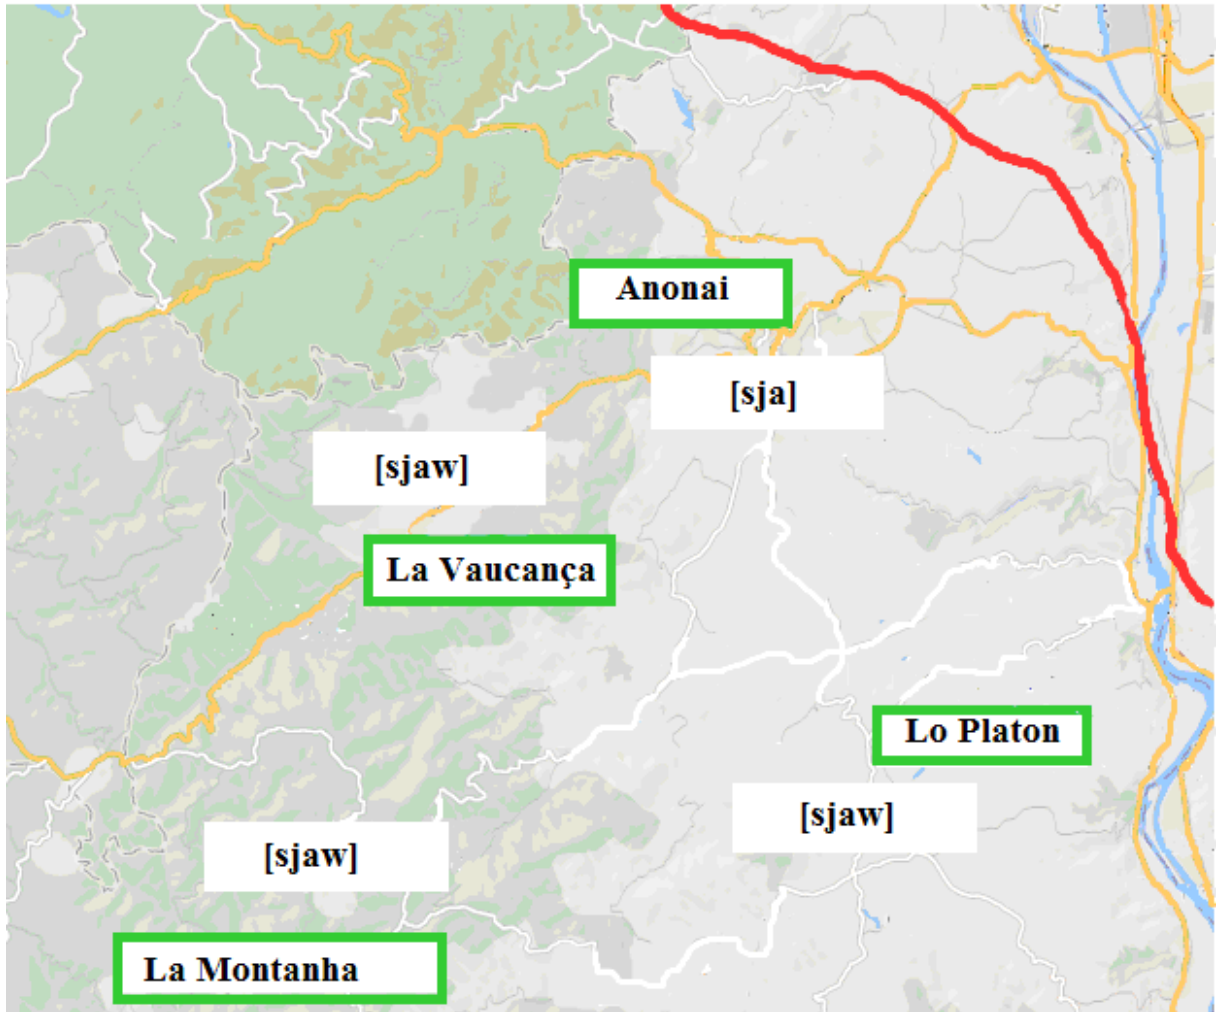 Anonai
[sja]
[sjaw]
La Vaucança
Lo Platon
[sjaw]
[sjaw]
La Montanha